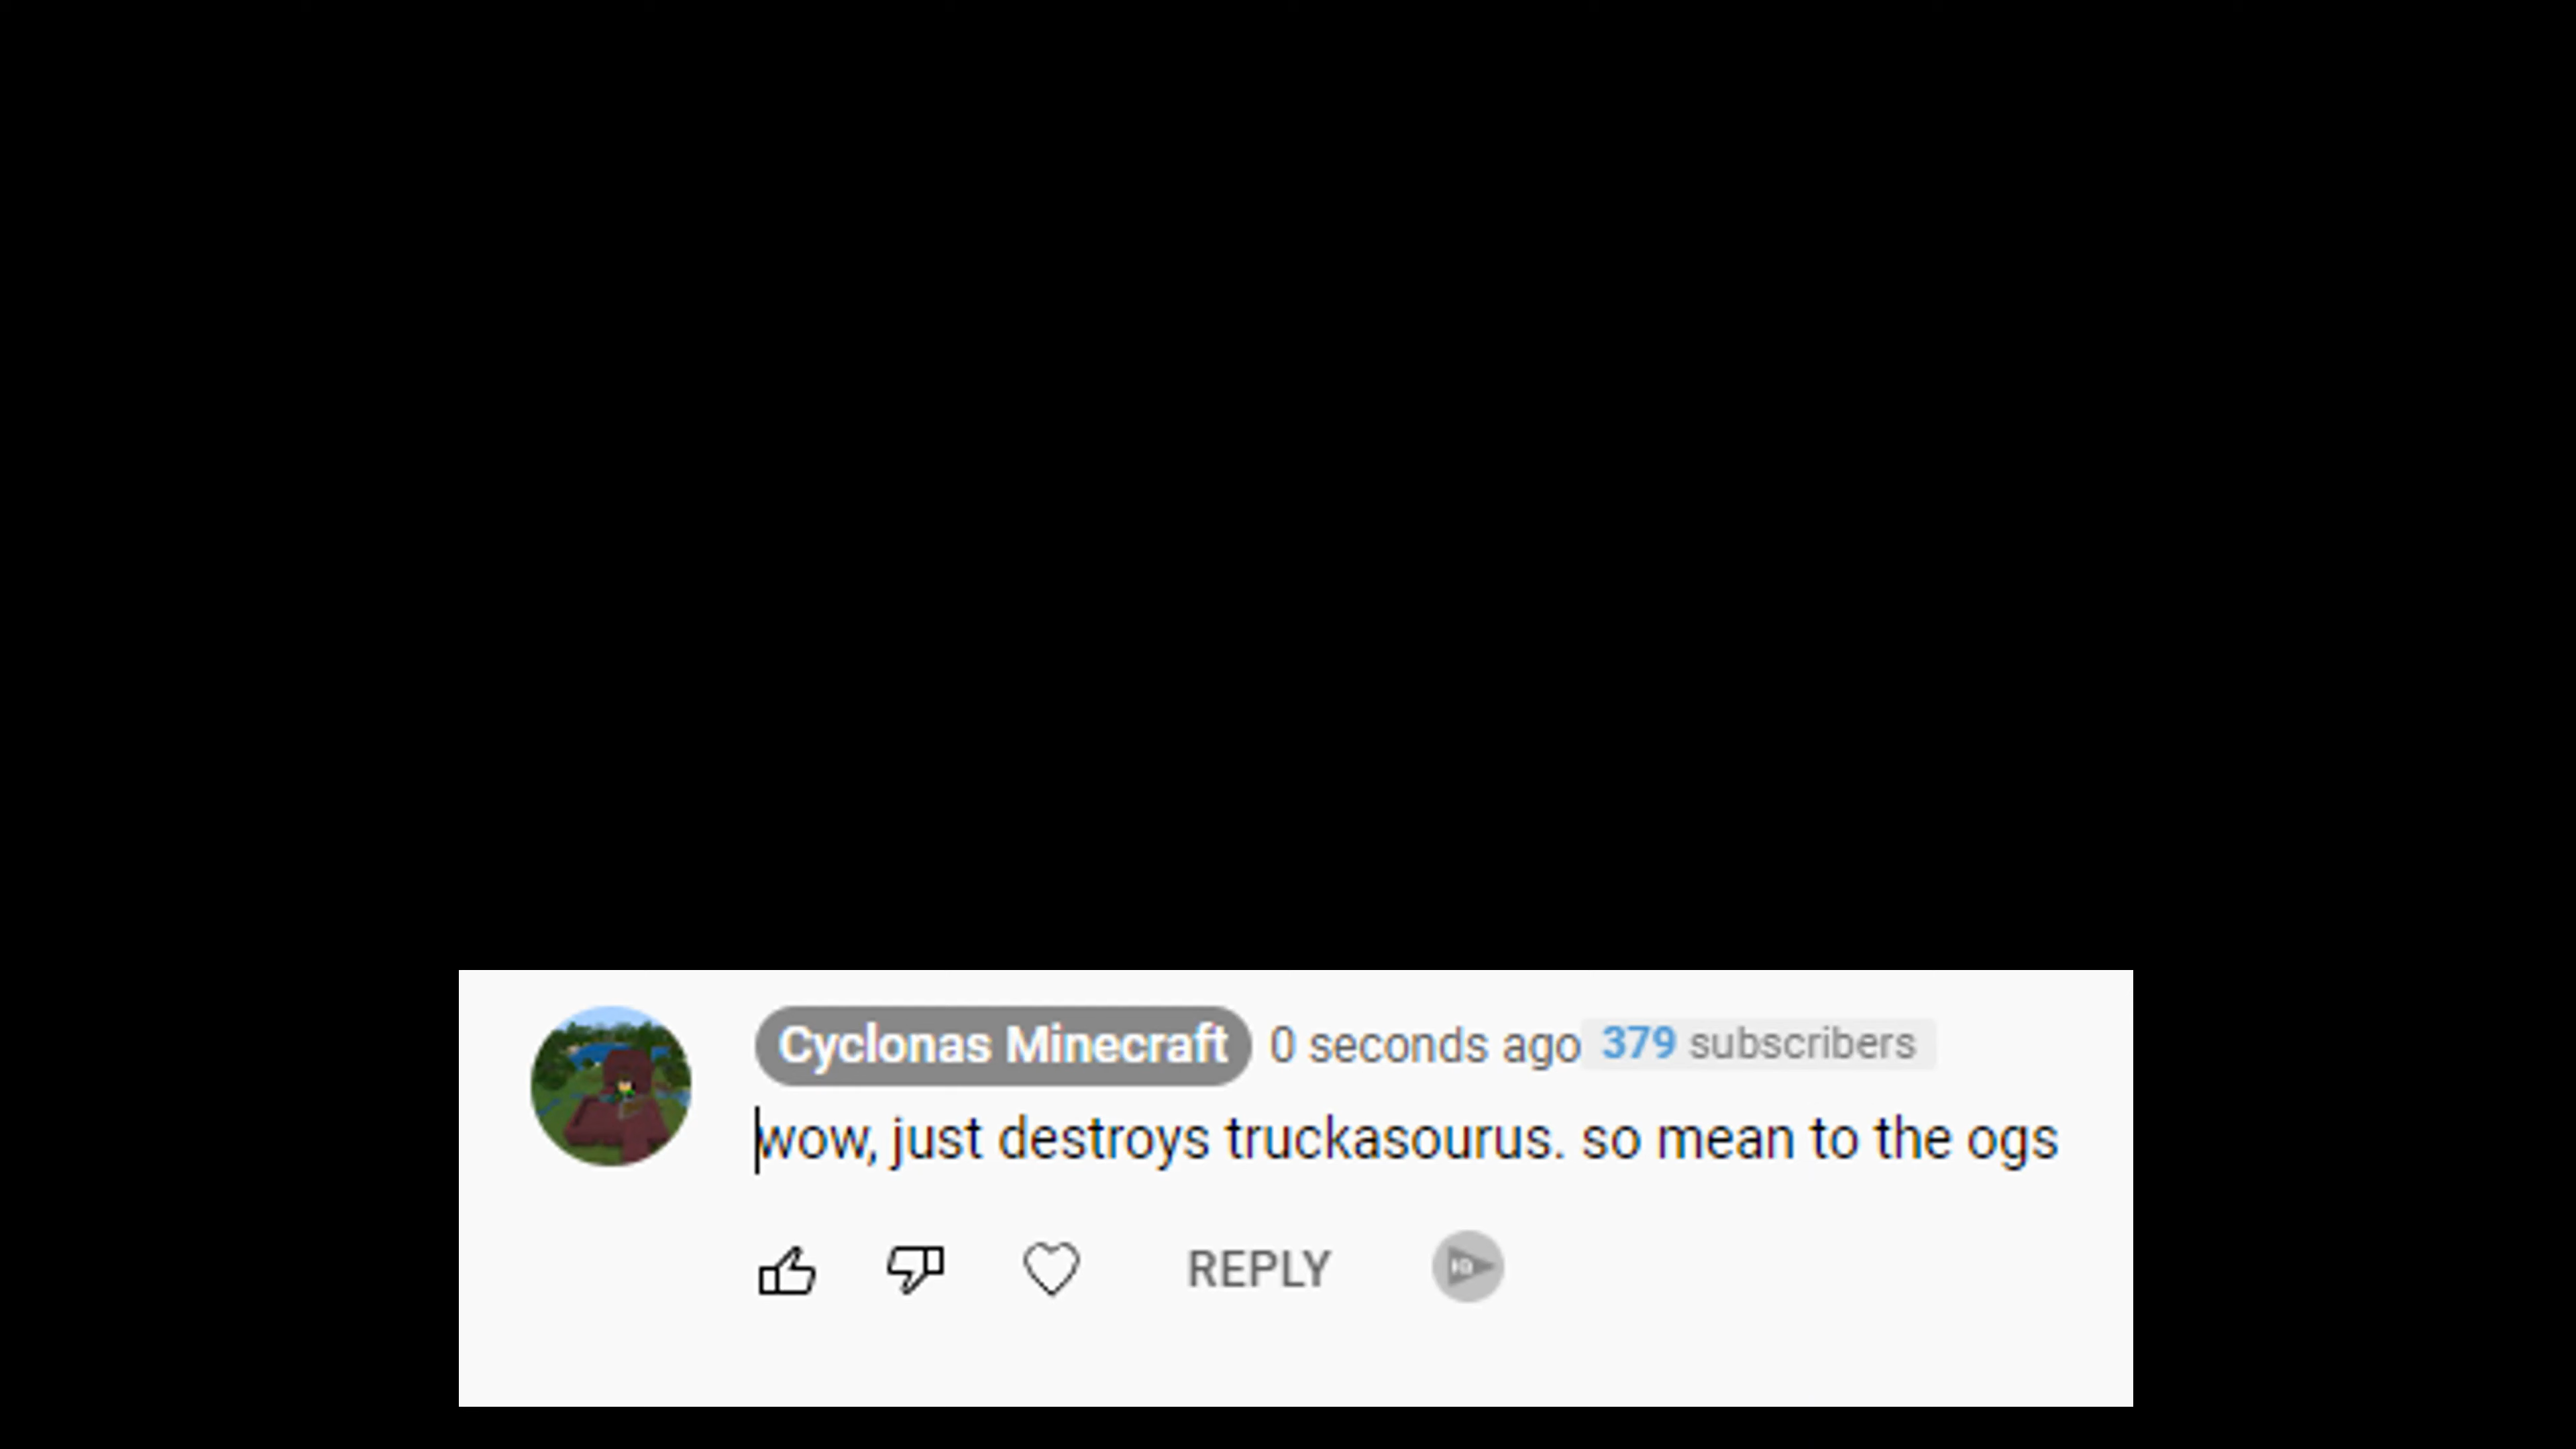 Cyclonas Minecraft 0 seconds ago 379 subscribers
wow, just destroys truckasourus. so mean to the ogs
REPLY